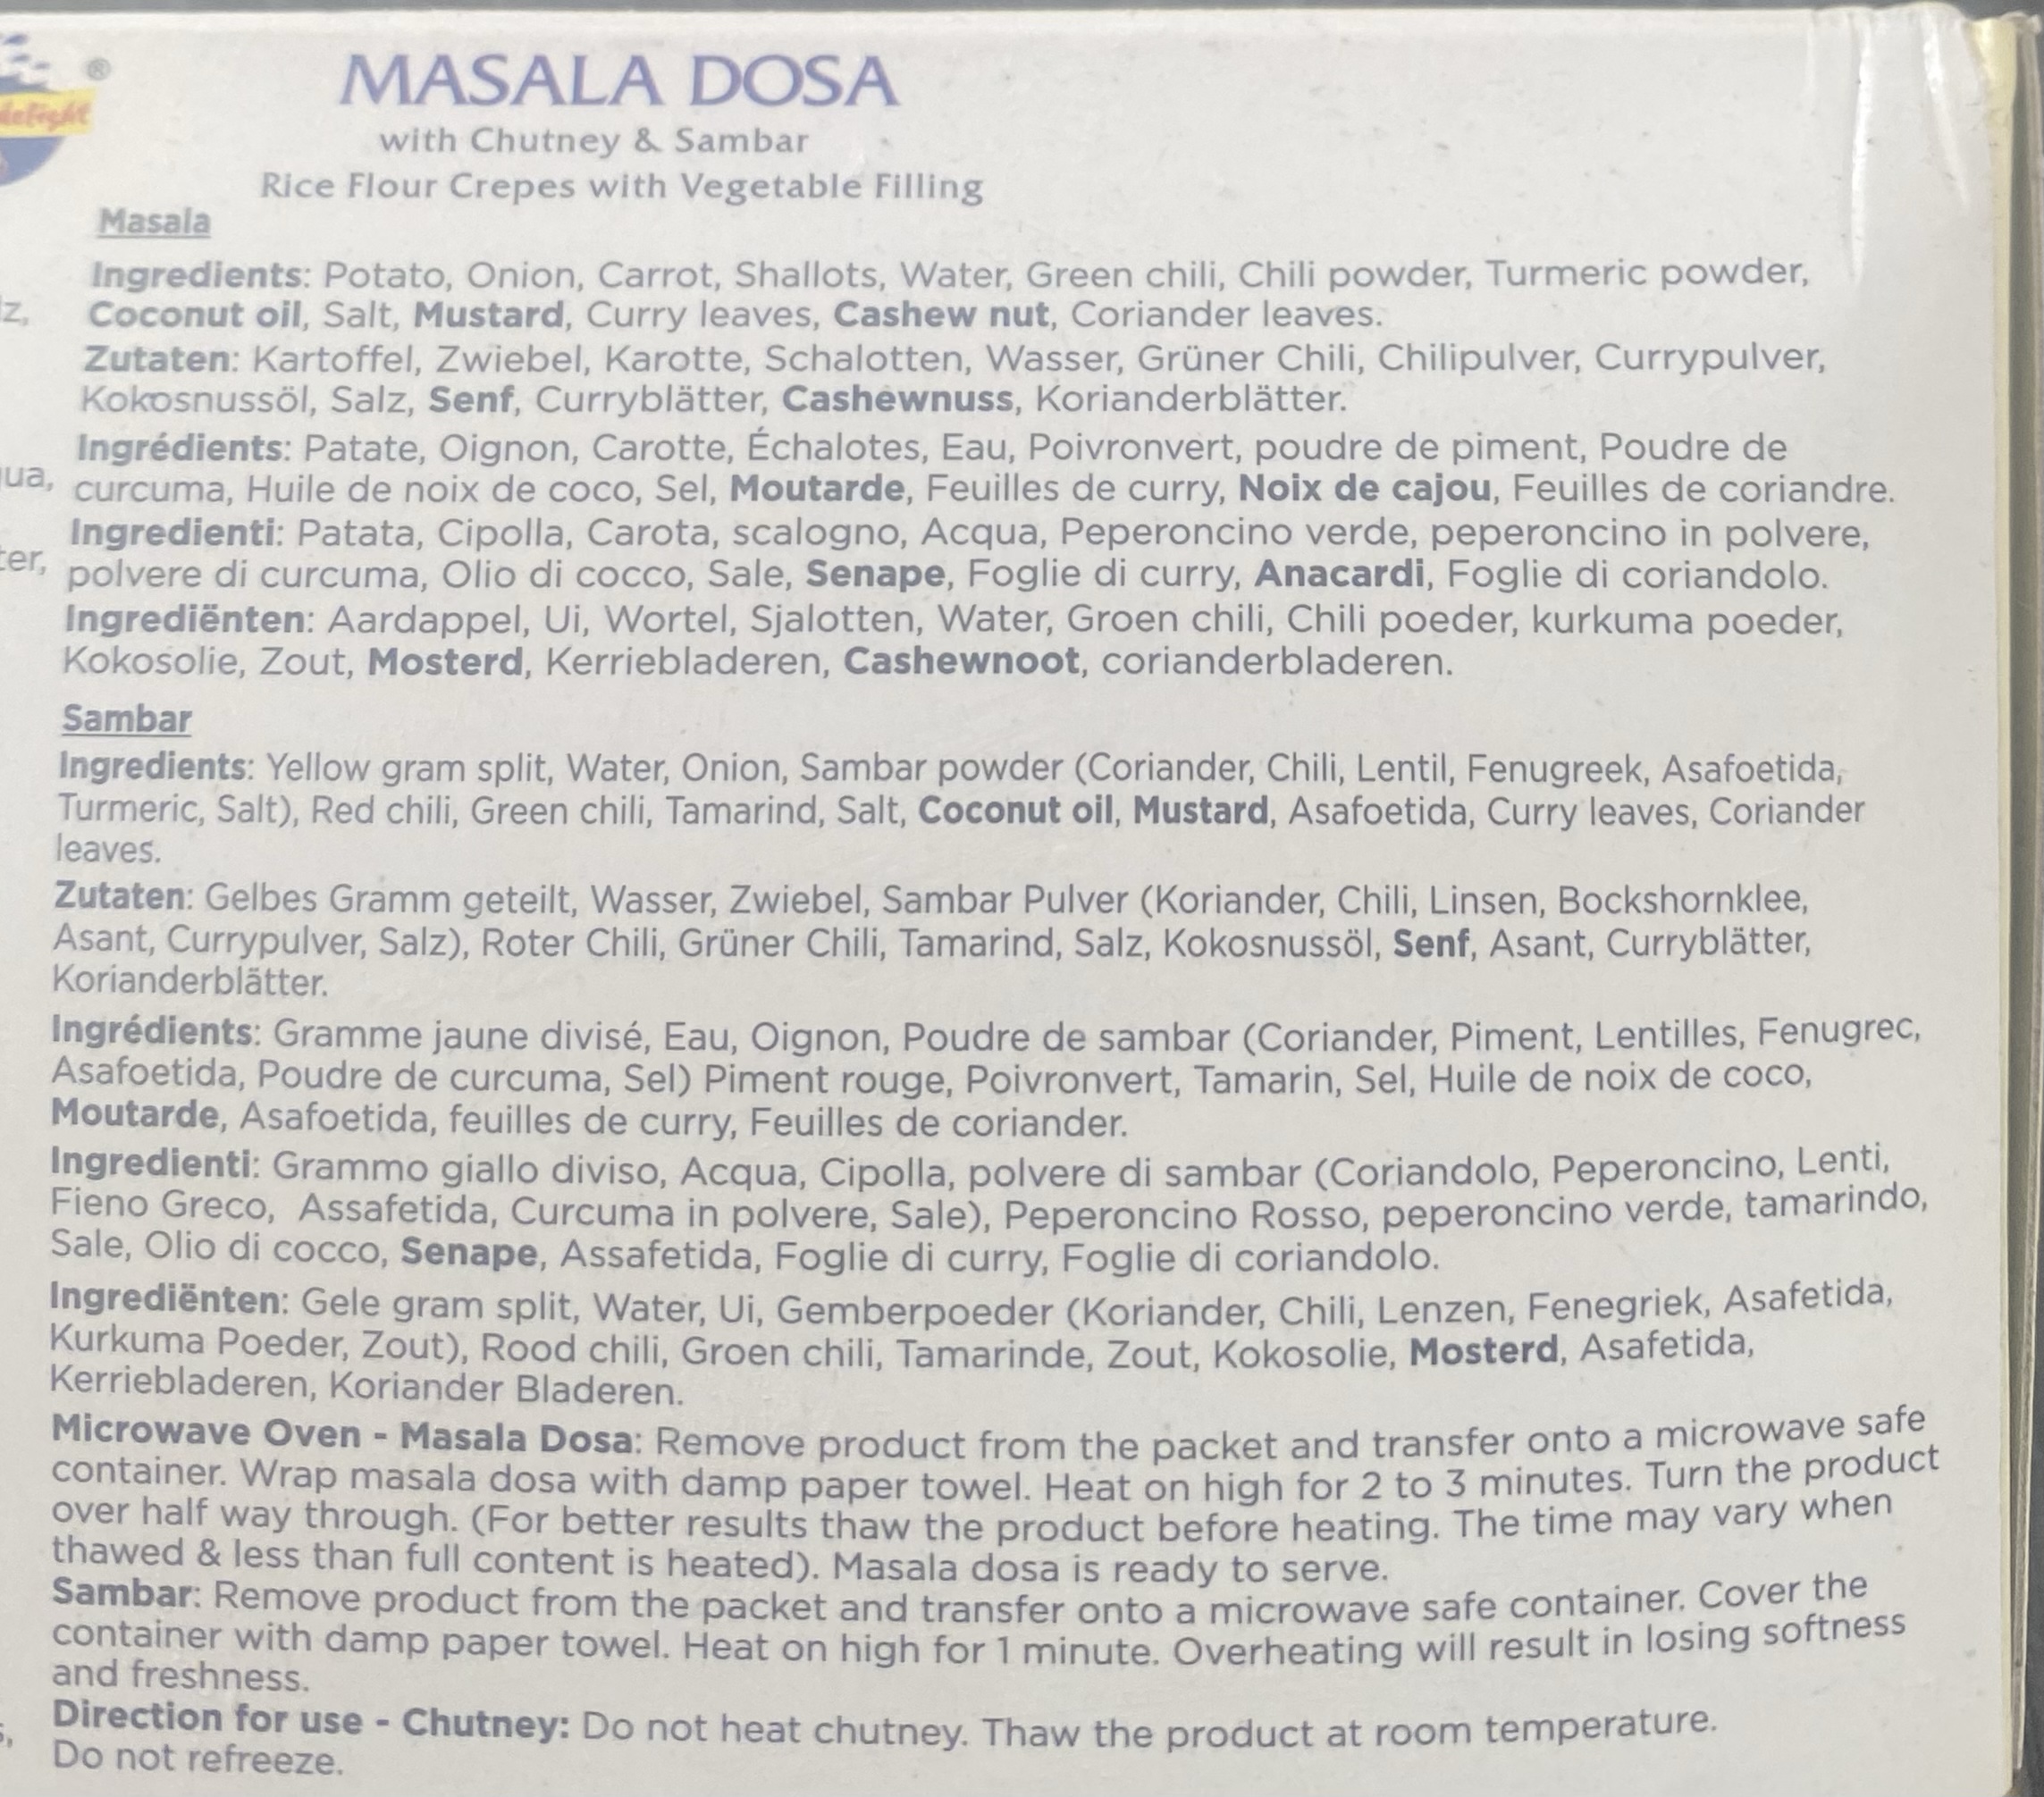 ®
delight
MASALA DOSA
with Chutney & Sambar
Rice Flour Crepes with Vegetable Filling
Masala
Ingredients: Potato, Onion, Carrot, Shallots, Water, Green chili, Chili powder, Turmeric powder,
Coconut oil, Salt, Mustard, Curry leaves, Cashew nut, Coriander leaves.
Zutaten: Kartoffel, Zwiebel, Karotte, Schalotten, Wasser, Grüner Chili, Chilipulver, Currypulver,
Kokosnussöl, Salz, Senf, Curryblätter, Cashewnuss, Korianderblätter.
Ingrédients: Patate, Oignon, Carotte, Échalotes, Eau, Poivronvert, poudre de piment, Poudre de
curcuma, Huile de noix de coco, Sel, Moutarde, Feuilles de curry, Noix de cajou, Feuilles de coriandre.
Ingredienti: Patata, Cipolla, Carota, scalogno, Acqua, Peperoncino verde, peperoncino in polvere,
polvere di curcuma, Olio di cocco, Sale, Senape, Foglie di curry, Anacardi, Foglie di coriandolo.
Ingrediënten: Aardappel, Ui, Wortel, Sjalotten, Water, Groen chili, Chili poeder, kurkuma poeder,
Kokosolie, Zout, Mosterd, Kerriebladeren, Cashewnoot, corianderbladeren.
Sambar
Ingredients: Yellow gram split, Water, Onion, Sambar powder (Coriander, Chili, Lentil, Fenugreek, Asafoetida,
Turmeric, Salt), Red chili, Green chili, Tamarind, Salt, Coconut oil, Mustard, Asafoetida, Curry leaves, Coriander
leaves.
Zutaten: Gelbes Gramm geteilt, Wasser, Zwiebel, Sambar Pulver (Koriander, Chili, Linsen, Bockshornklee,
Asant, Currypulver, Salz), Roter Chili, Grüner Chili, Tamarind, Salz, Kokosnussöl, Senf, Asant, Curryblätter,
Korianderblätter.
Ingrédients: Gramme jaune divisé, Eau, Oignon, Poudre de sambar (Coriander, Piment, Lentilles, Fenugrec,
Asafoetida, Poudre de curcuma, Sel) Piment rouge, Poivronvert, Tamarin, Sel, Huile de noix de coco,
Moutarde, Asafoetida, feuilles de curry, Feuilles de coriander.
Ingredienti: Grammo giallo diviso, Acqua, Cipolla, polvere di sambar (Coriandolo, Peperoncino, Lenti,
Fieno Greco, Assafetida, Curcuma in polvere, Sale), Peperoncino Rosso, peperoncino verde, tamarindo,
Sale, Olio di cocco, Senape, Assafetida, Foglie di curry, Foglie di coriandolo.
Ingrediënten: Gele gram split, Water, Ui, Gemberpoeder (Koriander, Chili, Lenzen, Fenegriek, Asafetida,
Kurkuma Poeder, Zout), Rood chili, Groen chili, Tamarinde, Zout, Kokosolie, Mosterd, Asafetida,
Kerriebladeren, Koriander Bladeren.
Microwave Oven - Masala Dosa: Remove product from the packet and transfer onto a microwave safe
container. Wrap masala dosa with damp paper towel. Heat on high for 2 to 3 minutes. Turn the product
over half way through. (For better results thaw the product before heating. The time may vary when
thawed & less than full content is heated). Masala dosa is ready to serve.
Sambar: Remove product from the packet and transfer onto a microwave safe container. Cover the
container with damp paper towel. Heat on high for 1 minute. Overheating will result in losing softness
and freshness.
Direction for use - Chutney: Do not heat chutney. Thaw the product at room temperature.
Do not refreeze.